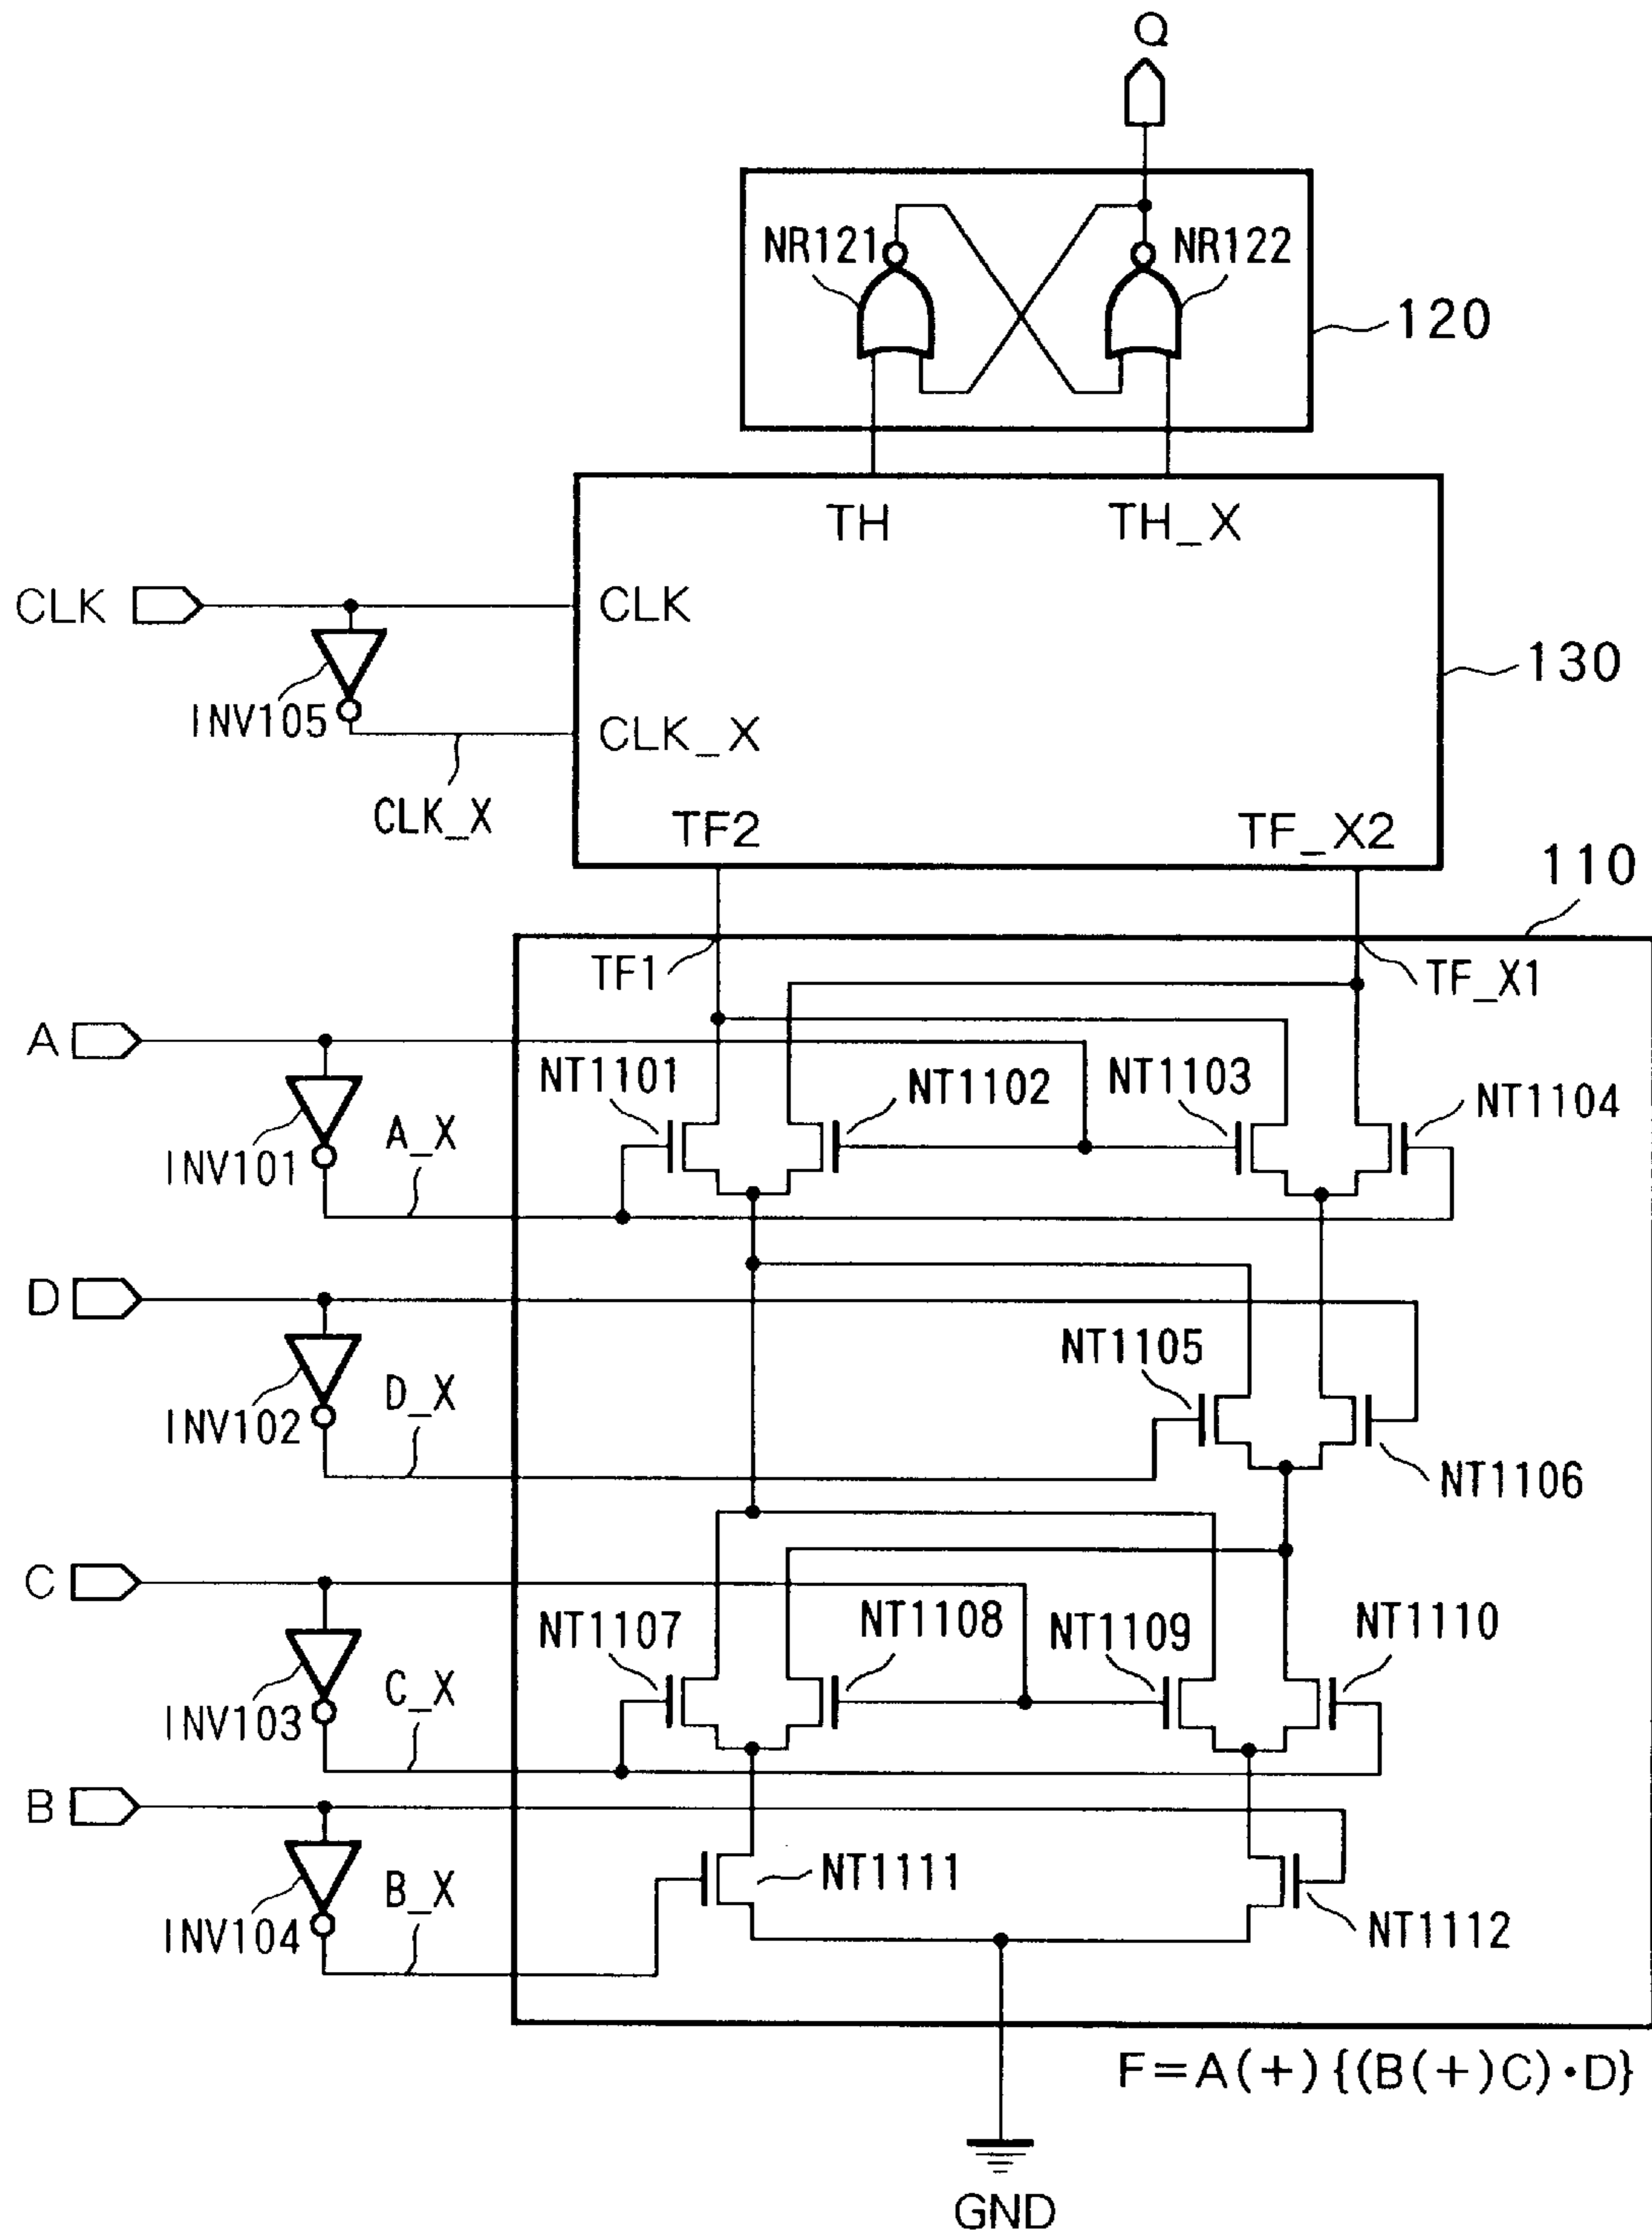 Q
NR121
NR122
120
TH
TH_X
CLK
CLK
130
INV105
CLK_X
CLK_X
TF2
TF_X2
110
TF1
TF_X1
A
NT1101
NT1102
NT1103
NT1104
A_X
INV101
D
NT1105
D_X
INV102
NT1106
C
NT1107
NT1108
NT1109
NT1110
C_X
INV103
B
NT1111
B_X
INV104
NT1112
F=A(+){(B(+)C)·D}
GND